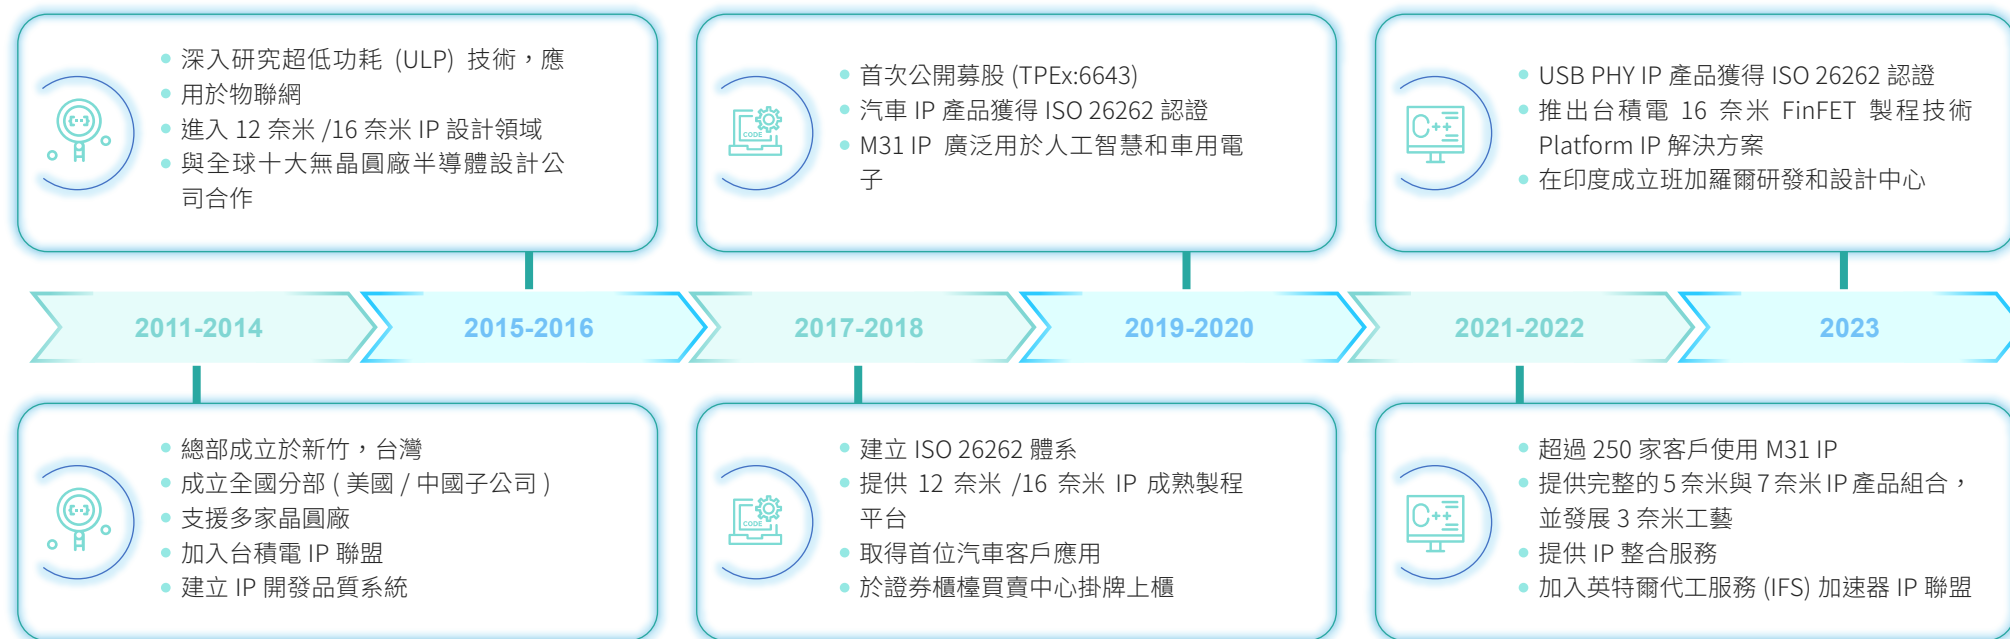 深入研究超低功耗 (ULP) 技術，應
用於物聯網
進入 12 奈米 /16 奈米 IP 設計領域
與全球十大無晶圓廠半導體設計公
司合作
首次公開募股 (TPEx:6643)
汽車 IP 產品獲得 ISO 26262 認證
M31 IP 廣泛用於人工智慧和車用電
子
USB PHY IP 產品獲得 ISO 26262 認證
推出台積電 16 奈米 FinFET 製程技術
Platform IP 解決方案
在印度成立班加羅爾研發和設計中心
CODE
C++
2011-2014
2015-2016
2017-2018
2019-2020
2021-2022
2023
總部成立於新竹，台灣
成立全國分部 ( 美國 / 中國子公司 )
支援多家晶圓廠
加入台積電 IP 聯盟
建立 IP 開發品質系統
建立 ISO 26262 體系
提供 12 奈米 /16 奈米 IP 成熟製程
平台
取得首位汽車客戶應用
於證券櫃檯買賣中心掛牌上櫃
超過 250 家客戶使用 M31 IP
提供完整的 5 奈米與 7 奈米 IP 產品組合，
並發展 3 奈米工藝
提供 IP 整合服務
加入英特爾代工服務 (IFS) 加速器 IP 聯盟
CODE
C++